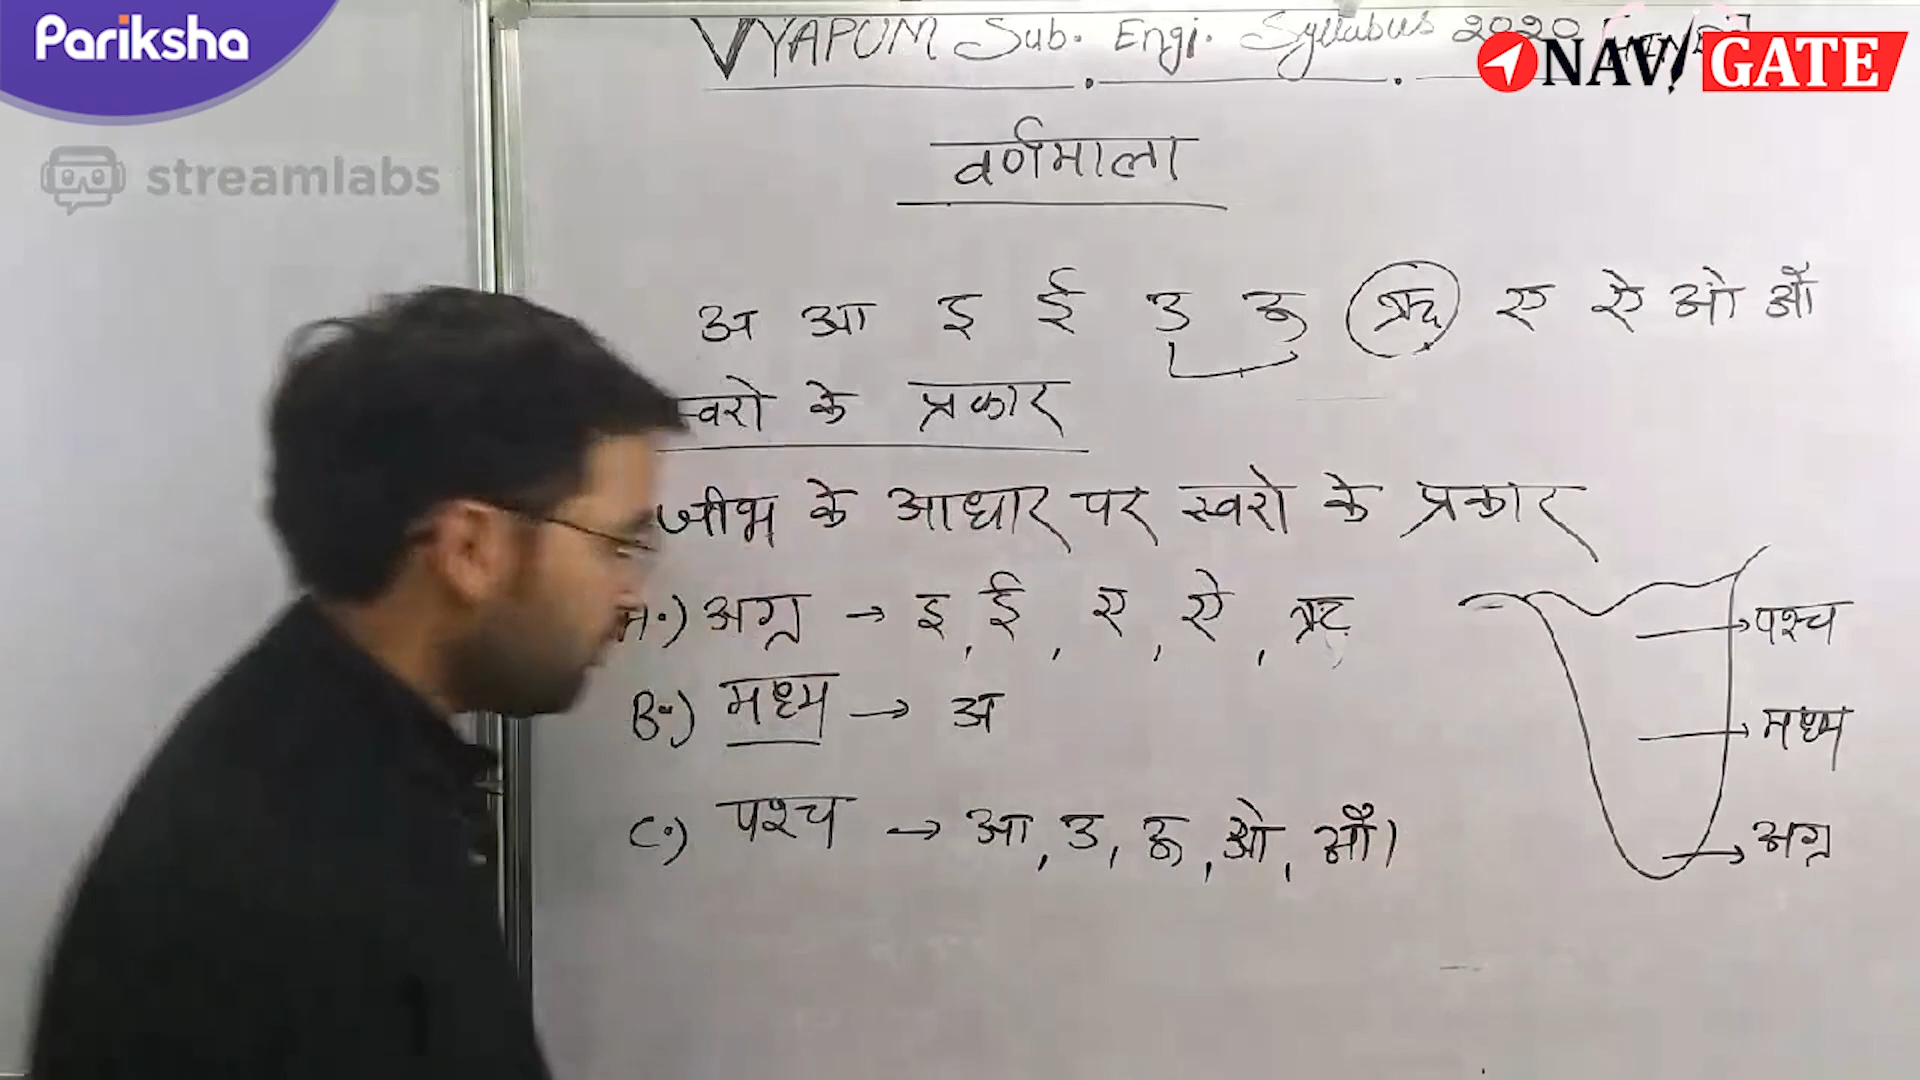 Pariksha
VYAPUM Sub. Engi. Syllabus 2020
NAV!GATE
streamlabs
वर्णमाला
अ आ इ ई उ ऊ ऋ ए ऐ ओ औ
स्वरो के प्रकार
जीभ के आधार पर स्वरो के प्रकार
A.) अग्र → इ, ई, ए, ऐ, ऋ
B.) मध्य → अ
C.) पश्च → आ, उ, ऊ, ओ, औ।
→ पश्च
→ मध्य
→ अग्र